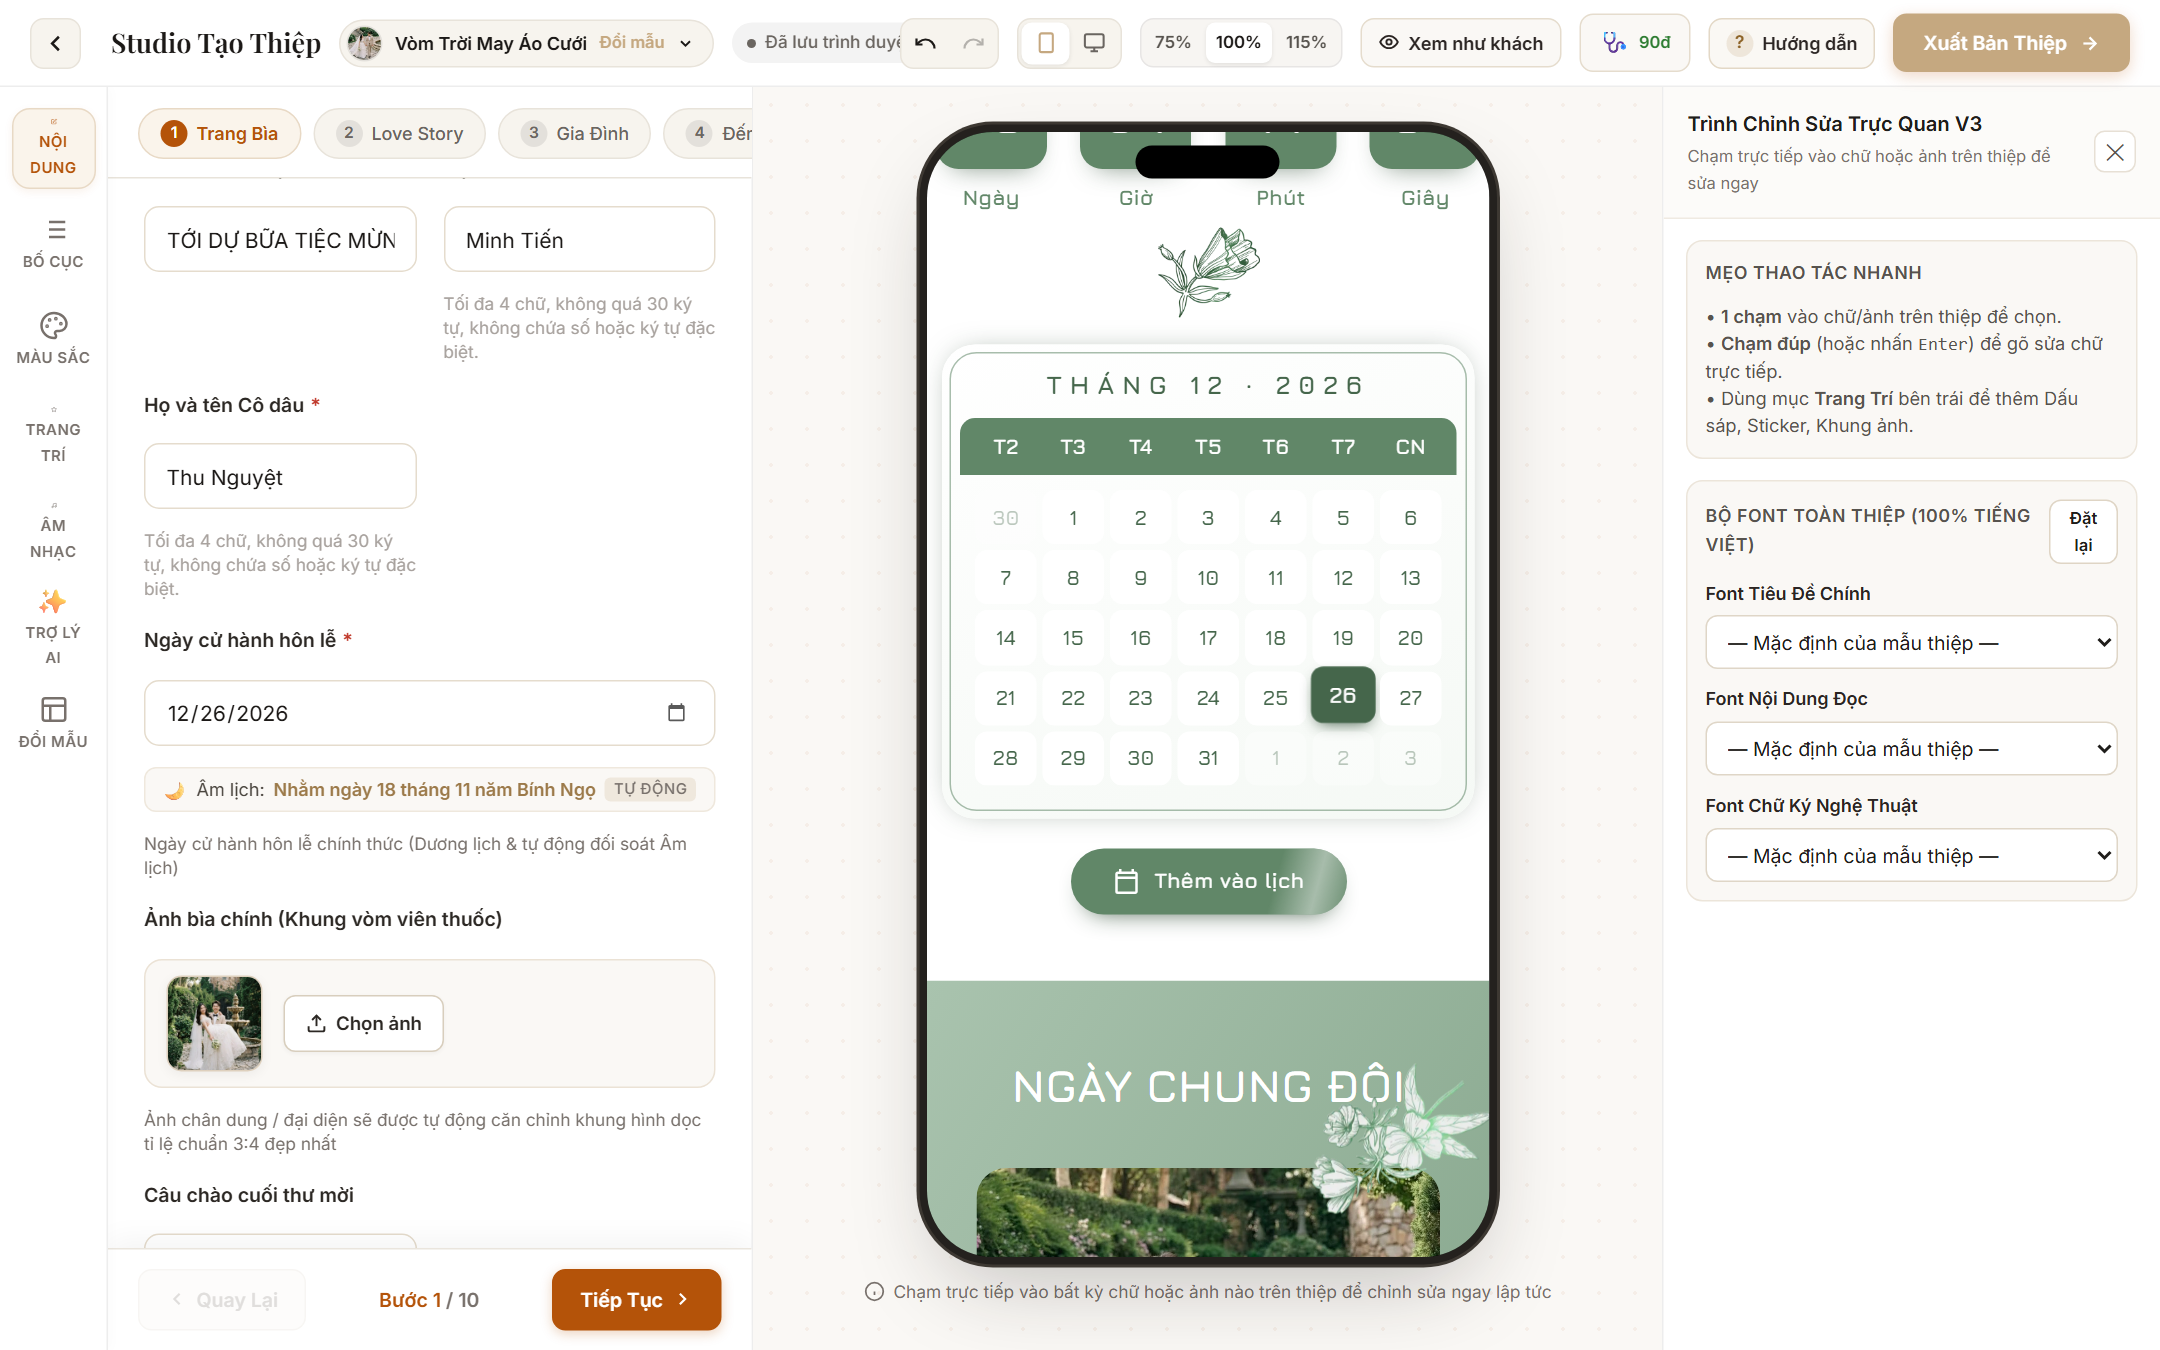 Studio Tạo Thiệp
Vòm Trời May Áo Cưới Đổi mẫu
Đã lưu trình duyệ
75% 100% 115%
Xem như khách
90đ
? Hướng dẫn
Xuất Bản Thiệp
NỘI
DUNG
BỐ CỤC
MÀU SẮC
TRANG
TRÍ
ÂM
NHẠC
TRỢ LÝ
AI
ĐỔI MẪU
1 Trang Bìa
2 Love Story
3 Gia Đình
4 Đến
TỚI DỰ BỮA TIỆC MỪN
Minh Tiến
Tối đa 4 chữ, không quá 30 ký
tự, không chứa số hoặc ký tự đặc
biệt.
Họ và tên Cô dâu *
Thu Nguyệt
Tối đa 4 chữ, không quá 30 ký
tự, không chứa số hoặc ký tự đặc
biệt.
Ngày cử hành hôn lễ *
12/26/2026
Âm lịch: Nhằm ngày 18 tháng 11 năm Bính Ngọ TỰ ĐỘNG
Ngày cử hành hôn lễ chính thức (Dương lịch & tự động đối soát Âm
lịch)
Ảnh bìa chính (Khung vòm viên thuốc)
Chọn ảnh
Ảnh chân dung / đại diện sẽ được tự động căn chỉnh khung hình dọc
tỉ lệ chuẩn 3:4 đẹp nhất
Câu chào cuối thư mời
Quay Lại
Bước 1 / 10
Tiếp Tục
Ngày Giờ Phút Giây
THÁNG 12 · 2026
T2 T3 T4 T5 T6 T7 CN
30 1 2 3 4 5 6
7 8 9 10 11 12 13
14 15 16 17 18 19 20
21 22 23 24 25 26 27
28 29 30 31 1 2 3
Thêm vào lịch
NGÀY CHUNG ĐÔI
Chạm trực tiếp vào bất kỳ chữ hoặc ảnh nào trên thiệp để chỉnh sửa ngay lập tức
Trình Chỉnh Sửa Trực Quan V3
Chạm trực tiếp vào chữ hoặc ảnh trên thiệp để
sửa ngay
MẸO THAO TÁC NHANH
• 1 chạm vào chữ/ảnh trên thiệp để chọn.
• Chạm đúp (hoặc nhấn Enter) để gõ sửa chữ
trực tiếp.
• Dùng mục Trang Trí bên trái để thêm Dấu
sáp, Sticker, Khung ảnh.
BỘ FONT TOÀN THIỆP (100% TIẾNG
VIỆT)
Đặt
lại
Font Tiêu Đề Chính
— Mặc định của mẫu thiệp —
Font Nội Dung Đọc
— Mặc định của mẫu thiệp —
Font Chữ Ký Nghệ Thuật
— Mặc định của mẫu thiệp —